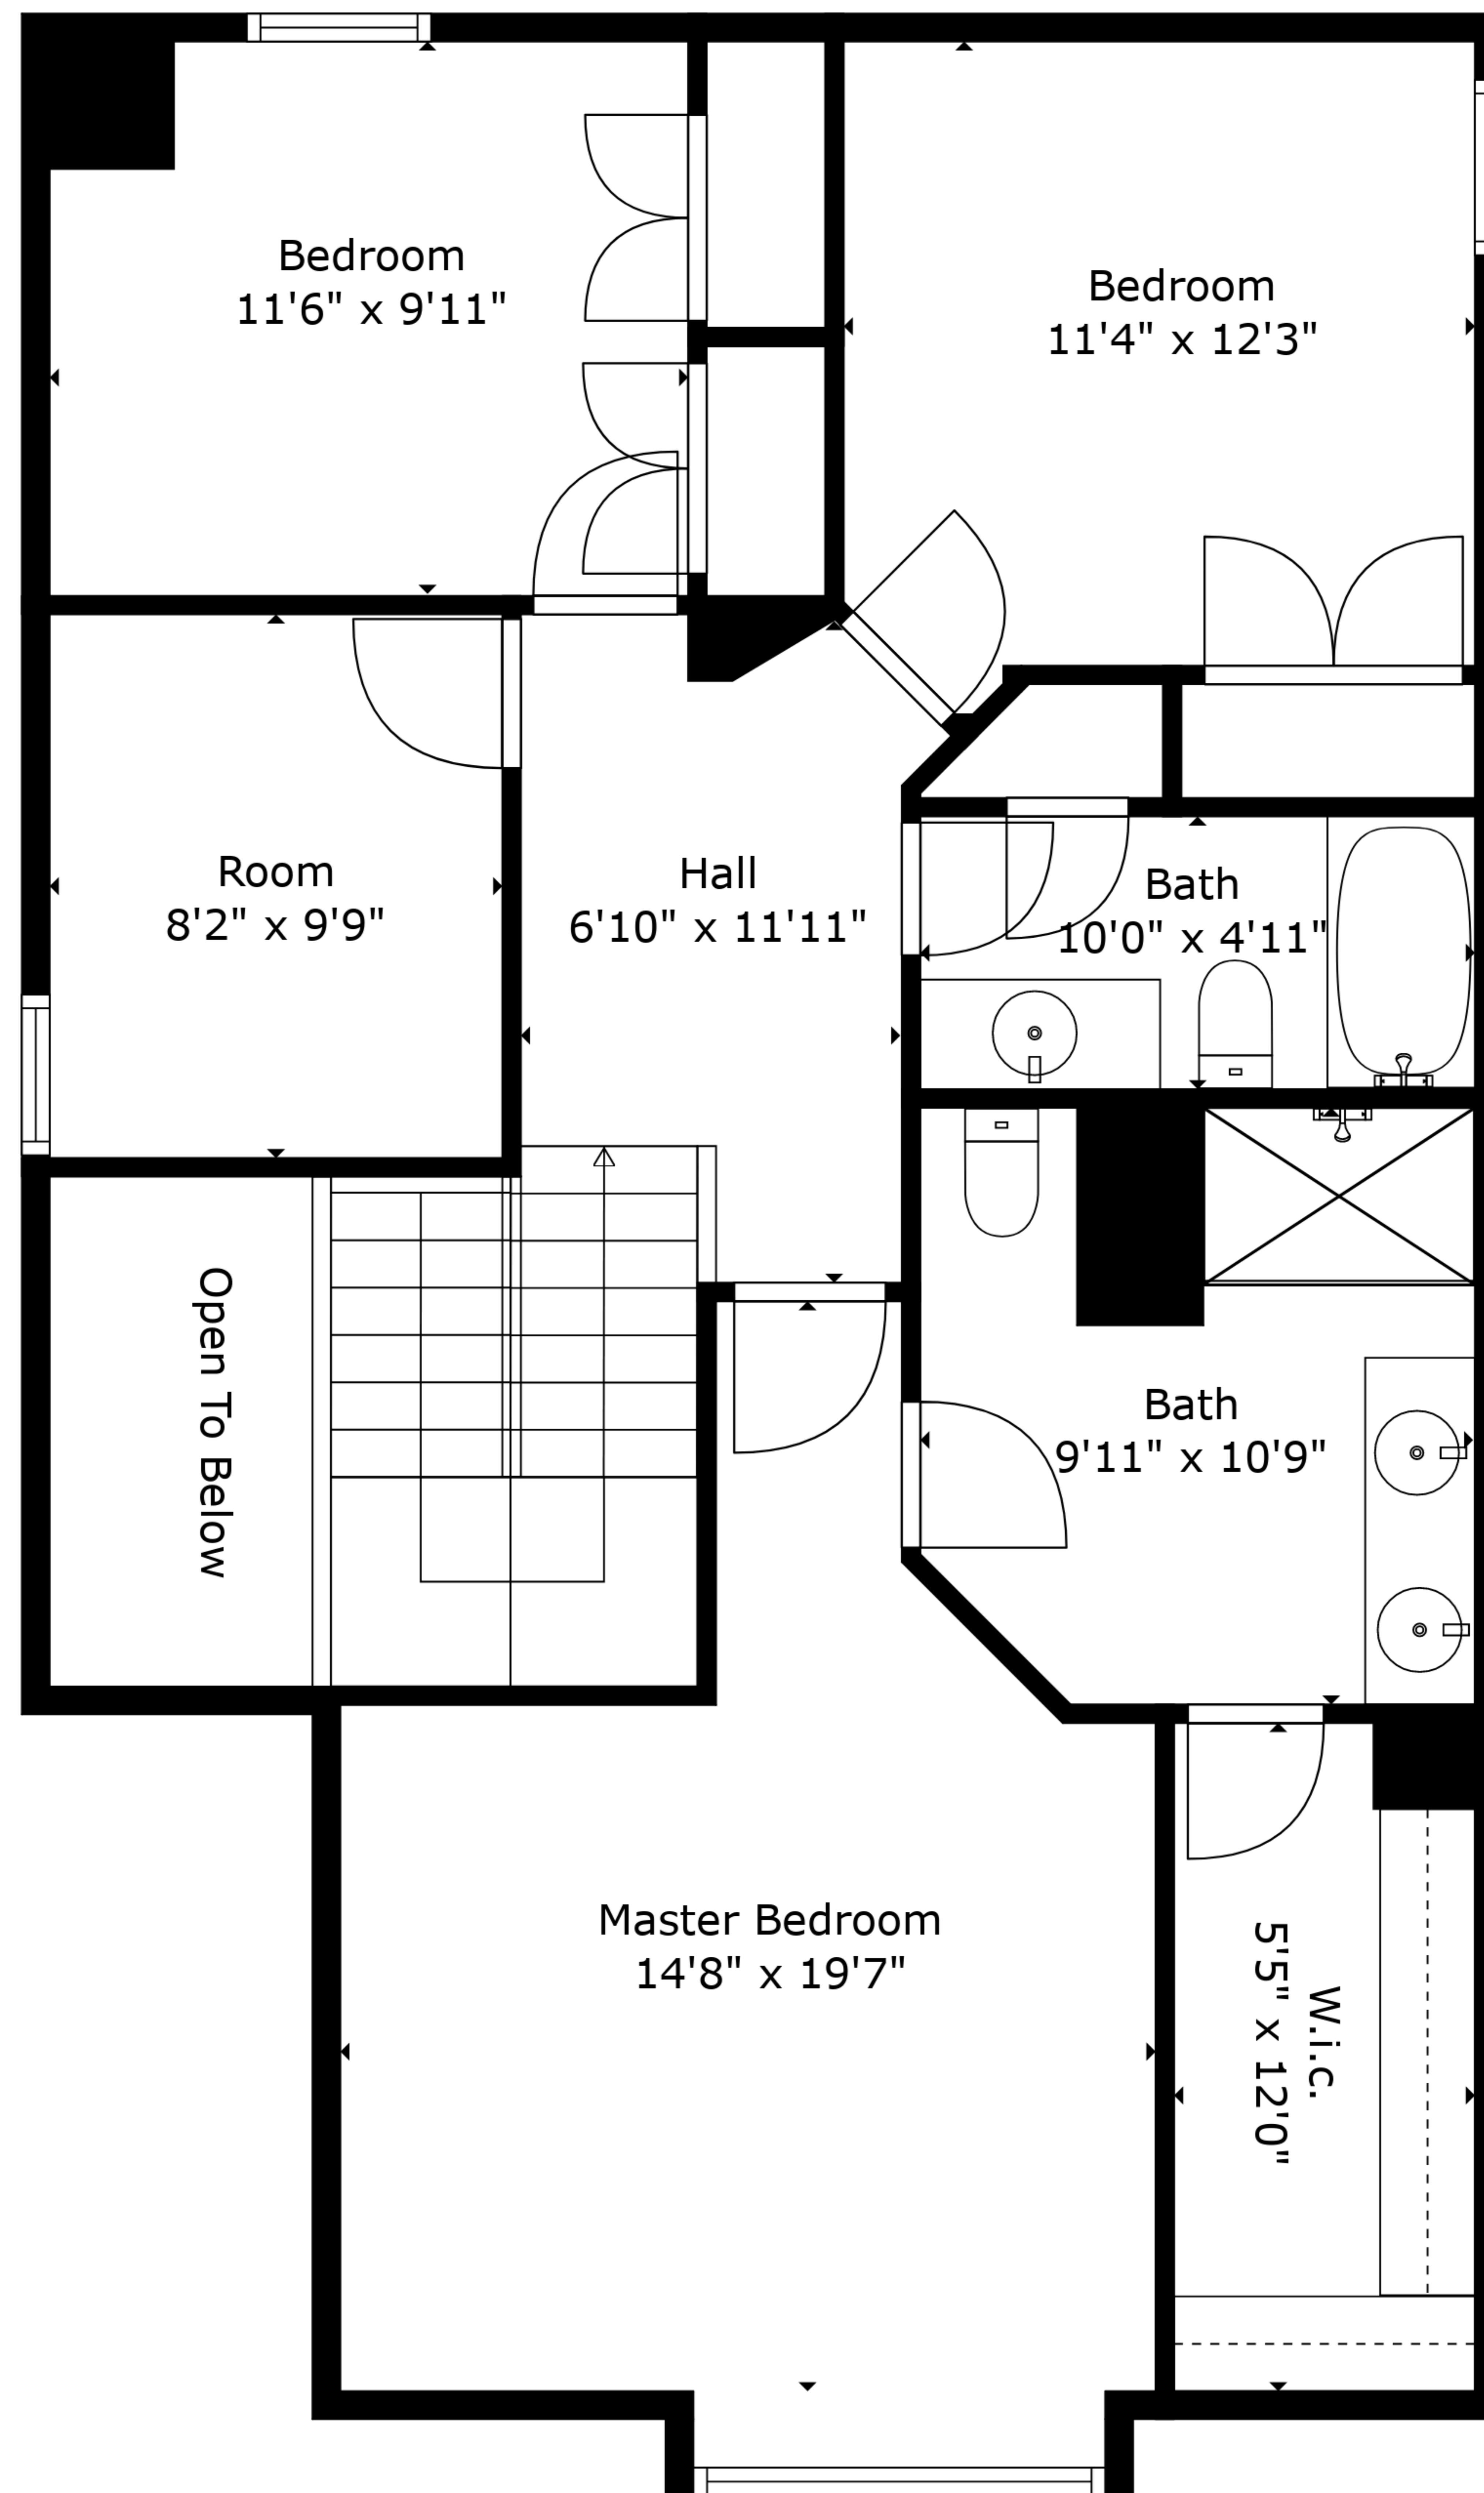 Bedroom
11'6" x 9'11"
Bedroom
11'4" x 12'3"
Room
8'2" x 9'9"
Hall
6'10" x 11'11"
Bath
10'0" x 4'11"
Open To Below
Bath
9'11" x 10'9"
Master Bedroom
14'8" x 19'7"
W.i.c.
5'5" x 12'0"